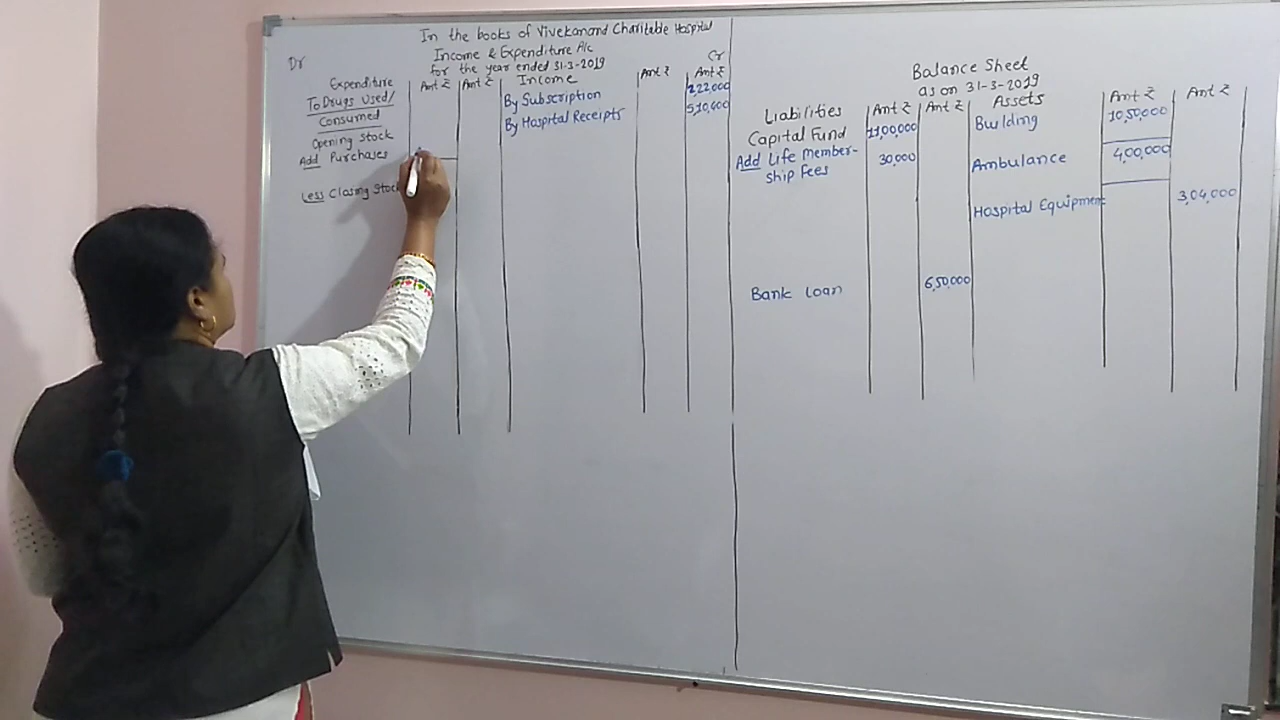 In the books of Vivekanand Charitable Hospital
Income & Expenditure A/c
for the year ended 31-3-2019
Dr
Cr
Expenditure Amt ₹ Amt ₹ Income Amt ₹ Amt ₹
To Drugs Used/
Consumed
Opening Stock
Add Purchases
Less Closing Stock
By Subscription 2,22,000
By Hospital Receipts 5,10,000
Balance Sheet
as on 31-3-2019
Liabilities Amt ₹ Amt ₹ Assets Amt ₹ Amt ₹
Capital Fund 11,00,000
Add Life Member-
ship Fees 30,000
Bank Loan 6,50,000
Building 10,50,000
Ambulance 4,00,000
Hospital Equipment 3,04,000